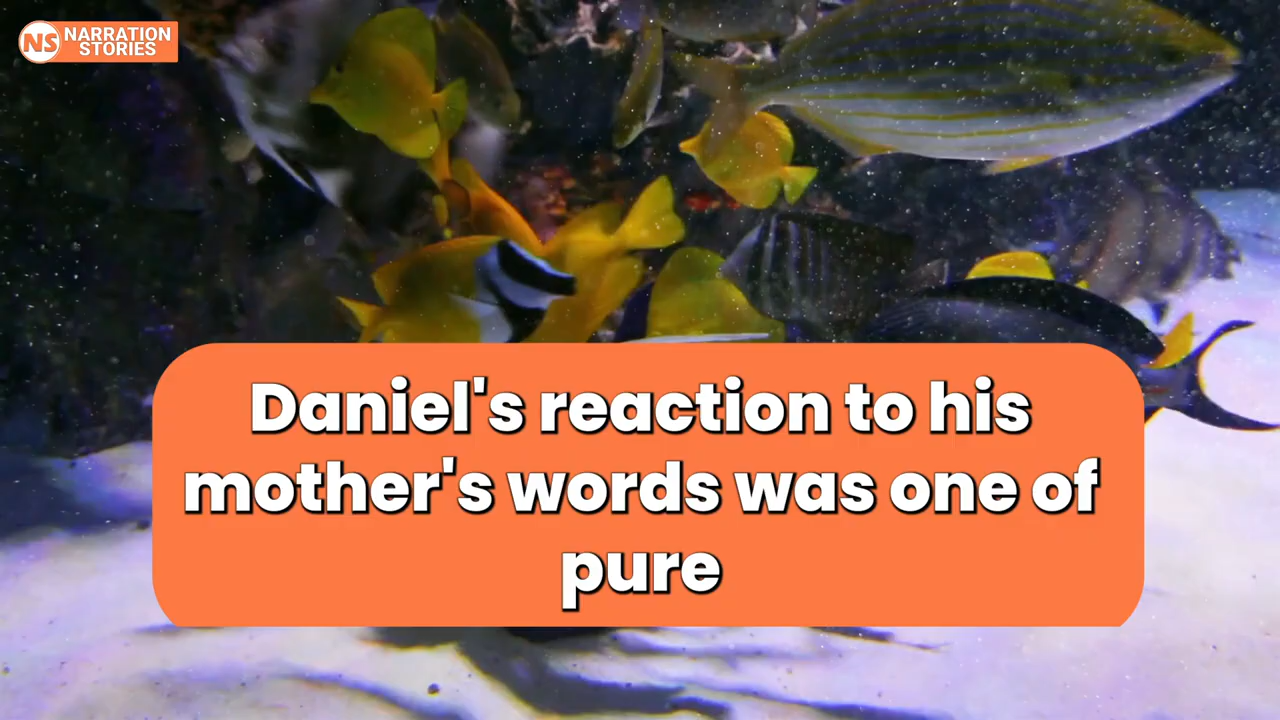 NS NARRATION
STORIES
Daniel's reaction to his
mother's words was one of
pure